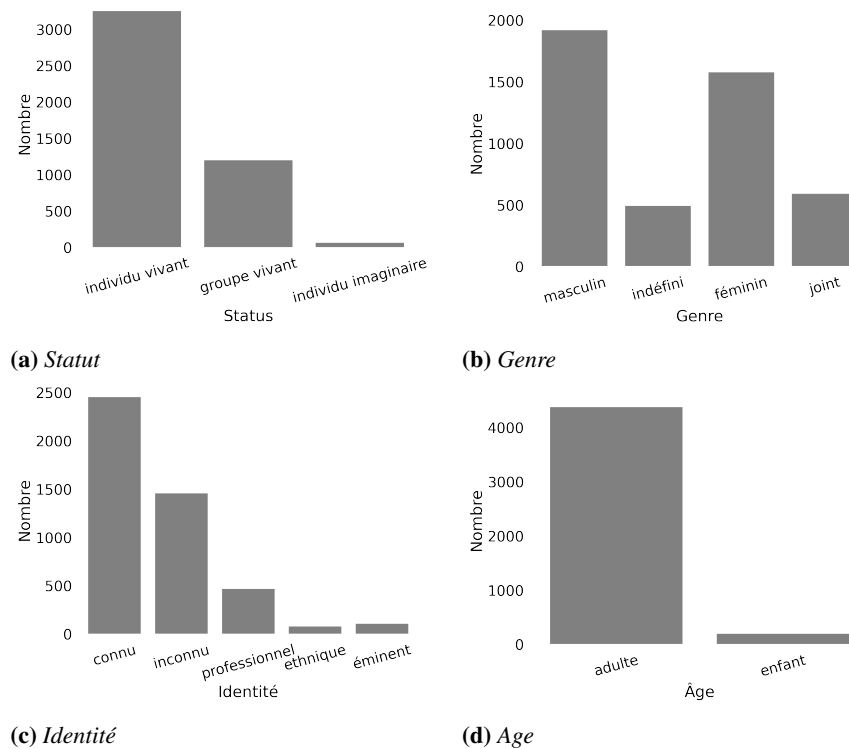 3000
2500
2000
1500
1000
500
0
Nombre
individu vivant
groupe vivant
individu imaginaire
Status
(a) Statut
2000
1500
1000
500
0
Nombre
masculin
indéfini
féminin
joint
Genre
(b) Genre
2500
2000
1500
1000
500
0
Nombre
connu
inconnu
professionnel
ethnique
éminent
Identité
(c) Identité
4000
3000
2000
1000
0
Nombre
adulte
enfant
Âge
(d) Age